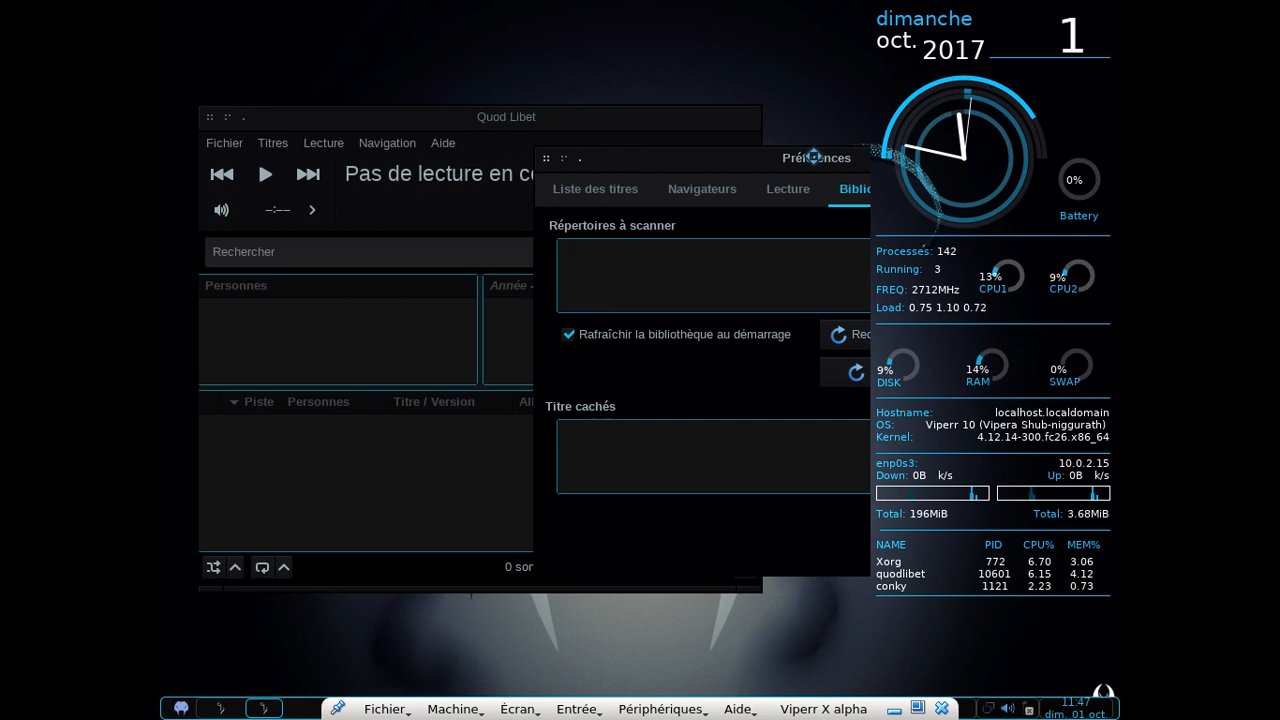 dimanche
oct. 2017 1
Quod Libet
Fichier Titres Lecture Navigation Aide
Pas de lecture en
Rechercher
Personnes
Année -
Piste Personnes Titre / Version
0
Préférences
Liste des titres Navigateurs Lecture
Répertoires à scanner
Rafraîchir la bibliothèque au démarrage
Titre cachés
0%
Battery
Processes: 142
Running: 3
FREQ: 2712MHz
13% CPU1
9% CPU2
Load: 0.75 1.10 0.72
9% DISK
14% RAM
0% SWAP
Hostname: localhost.localdomain
OS: Viperr 10 (Vipera Shub-niggurath)
Kernel: 4.12.14-300.fc26.x86_64
enp0s3: 10.0.2.15
Down: 0B k/s Up: 0B k/s
Total: 196MiB Total: 3.68MiB
NAME PID CPU% MEM%
Xorg 772 6.70 3.06
quodlibet 10601 6.15 4.12
conky 1121 2.23 0.73
Fichier Machine Écran Entrée Périphériques Aide Viperr X alpha
11:47
dim. 01 oct.